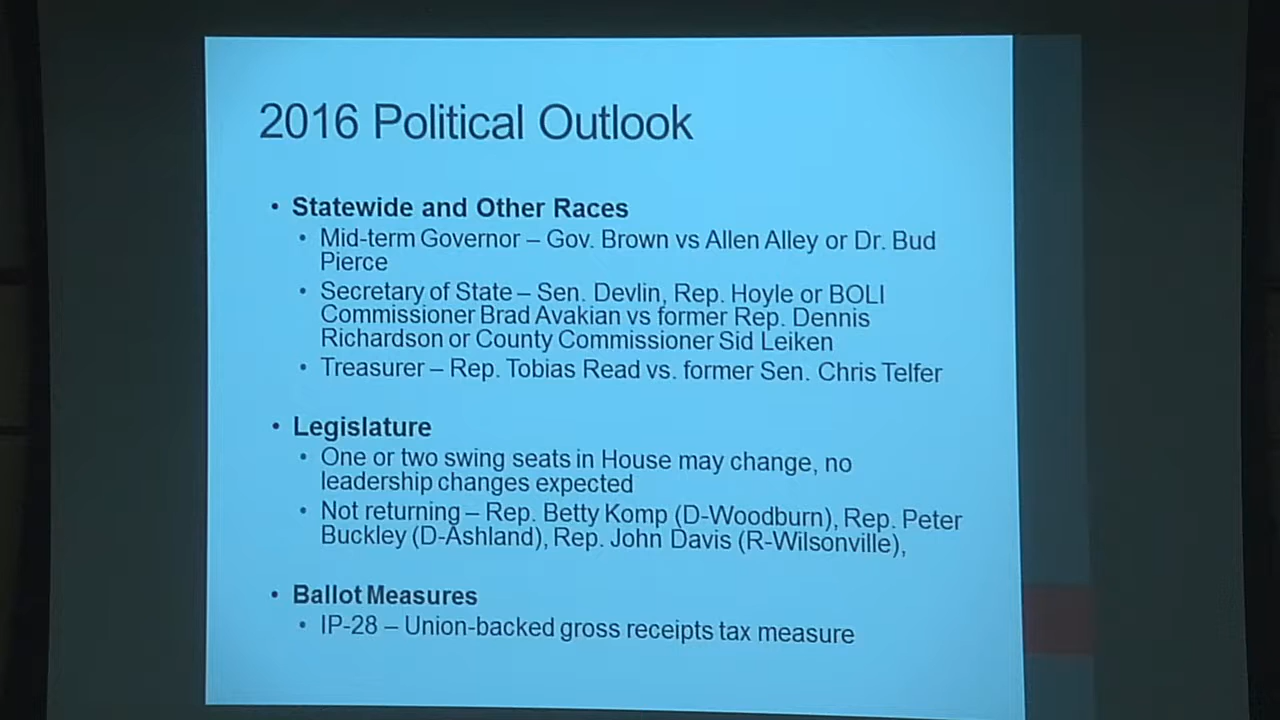 2016 Political Outlook
• Statewide and Other Races
• Mid-term Governor – Gov. Brown vs Allen Alley or Dr. Bud
Pierce
• Secretary of State – Sen. Devlin, Rep. Hoyle or BOLI
Commissioner Brad Avakian vs former Rep. Dennis
Richardson or County Commissioner Sid Leiken
• Treasurer – Rep. Tobias Read vs. former Sen. Chris Telfer
• Legislature
• One or two swing seats in House may change, no
leadership changes expected
• Not returning – Rep. Betty Komp (D-Woodburn), Rep. Peter
Buckley (D-Ashland), Rep. John Davis (R-Wilsonville),
• Ballot Measures
• IP-28 – Union-backed gross receipts tax measure